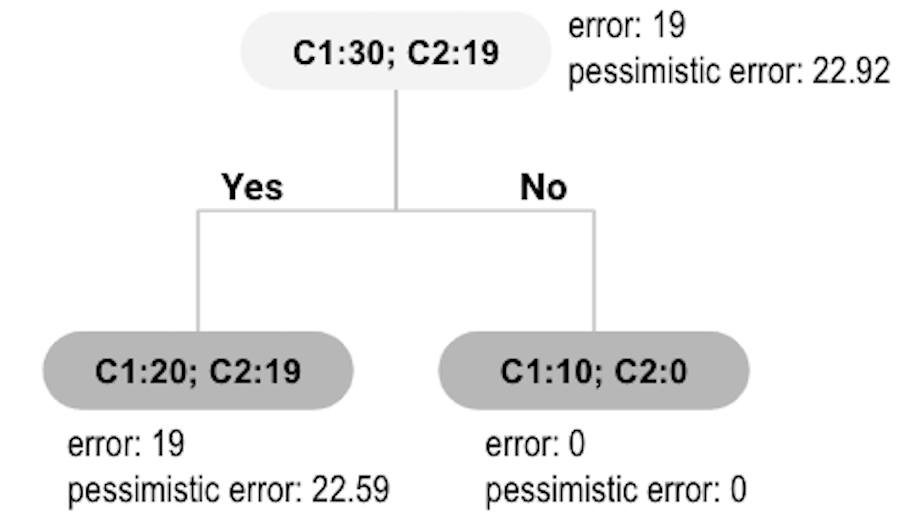 C1:30; C2:19
error: 19
pessimistic error: 22.92
Yes
No
C1:20; C2:19
C1:10; C2:0
error: 19
pessimistic error: 22.59
error: 0
pessimistic error: 0